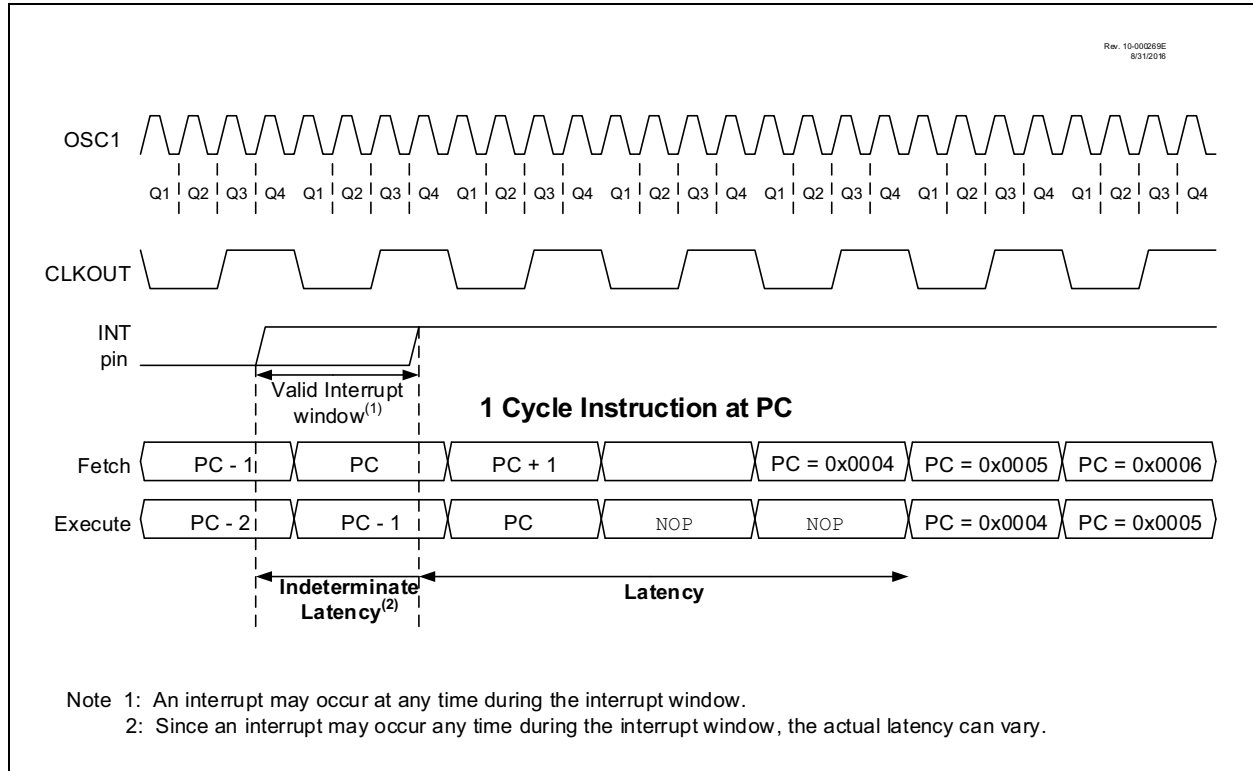 Rev. 10-000269E
8/31/2016
OSC1
Q1 Q2 Q3 Q4 Q1 Q2 Q3 Q4 Q1 Q2 Q3 Q4 Q1 Q2 Q3 Q4 Q1 Q2 Q3 Q4 Q1 Q2 Q3 Q4 Q1 Q2 Q3 Q4
CLKOUT
INT
pin
Valid Interrupt
window(1)
1 Cycle Instruction at PC
Fetch PC - 1 PC PC + 1 PC = 0x0004 PC = 0x0005 PC = 0x0006
Execute PC - 2 PC - 1 PC NOP NOP PC = 0x0004 PC = 0x0005
Indeterminate
Latency(2)
Latency
Note 1: An interrupt may occur at any time during the interrupt window.
2: Since an interrupt may occur any time during the interrupt window, the actual latency can vary.